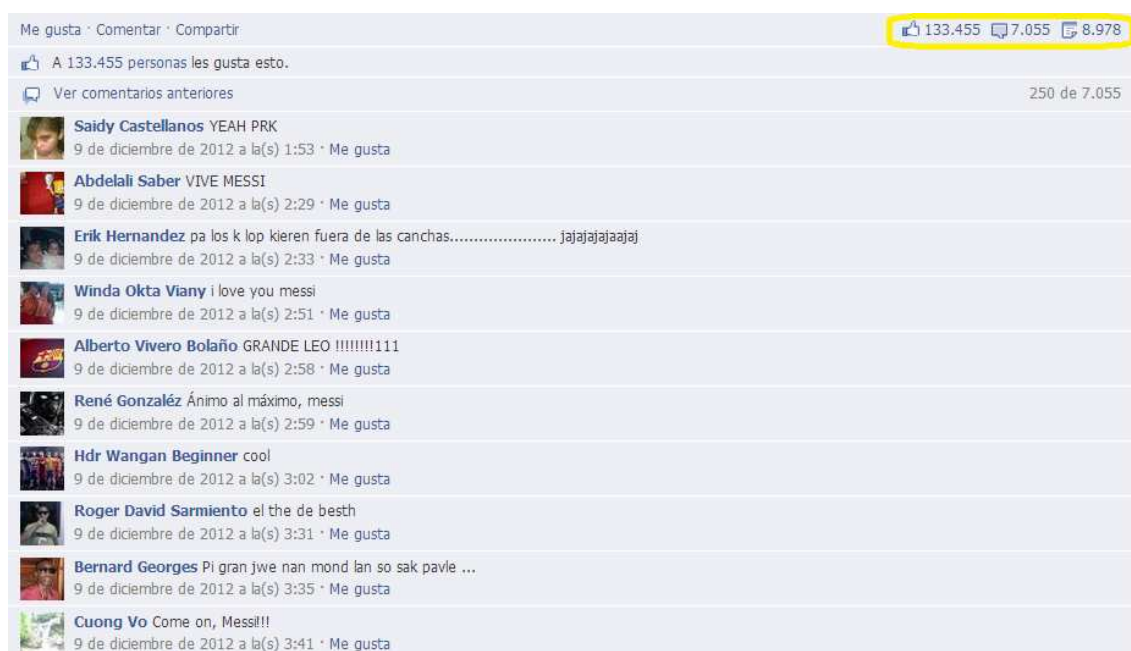 Me gusta · Comentar · Compartir 133.455 7.055 8.978
A 133.455 personas les gusta esto.
Ver comentarios anteriores 250 de 7.055
Saidy Castellanos YEAH PRK
9 de diciembre de 2012 a la(s) 1:53 · Me gusta
Abdelali Saber VIVE MESSI
9 de diciembre de 2012 a la(s) 2:29 · Me gusta
Erik Hernandez pa los k lop kieren fuera de las canchas...................... jajajajajaajaj
9 de diciembre de 2012 a la(s) 2:33 · Me gusta
Winda Okta Viany i love you messi
9 de diciembre de 2012 a la(s) 2:51 · Me gusta
Alberto Vivero Bolaño GRANDE LEO !!!!!!!!111
9 de diciembre de 2012 a la(s) 2:58 · Me gusta
René Gonzaléz Ánimo al máximo, messi
9 de diciembre de 2012 a la(s) 2:59 · Me gusta
Hdr Wangan Beginner cool
9 de diciembre de 2012 a la(s) 3:02 · Me gusta
Roger David Sarmiento el the de besth
9 de diciembre de 2012 a la(s) 3:31 · Me gusta
Bernard Georges Pi gran jwe nan mond lan so sak pavle ...
9 de diciembre de 2012 a la(s) 3:35 · Me gusta
Cuong Vo Come on, Messi!!!
9 de diciembre de 2012 a la(s) 3:41 · Me gusta